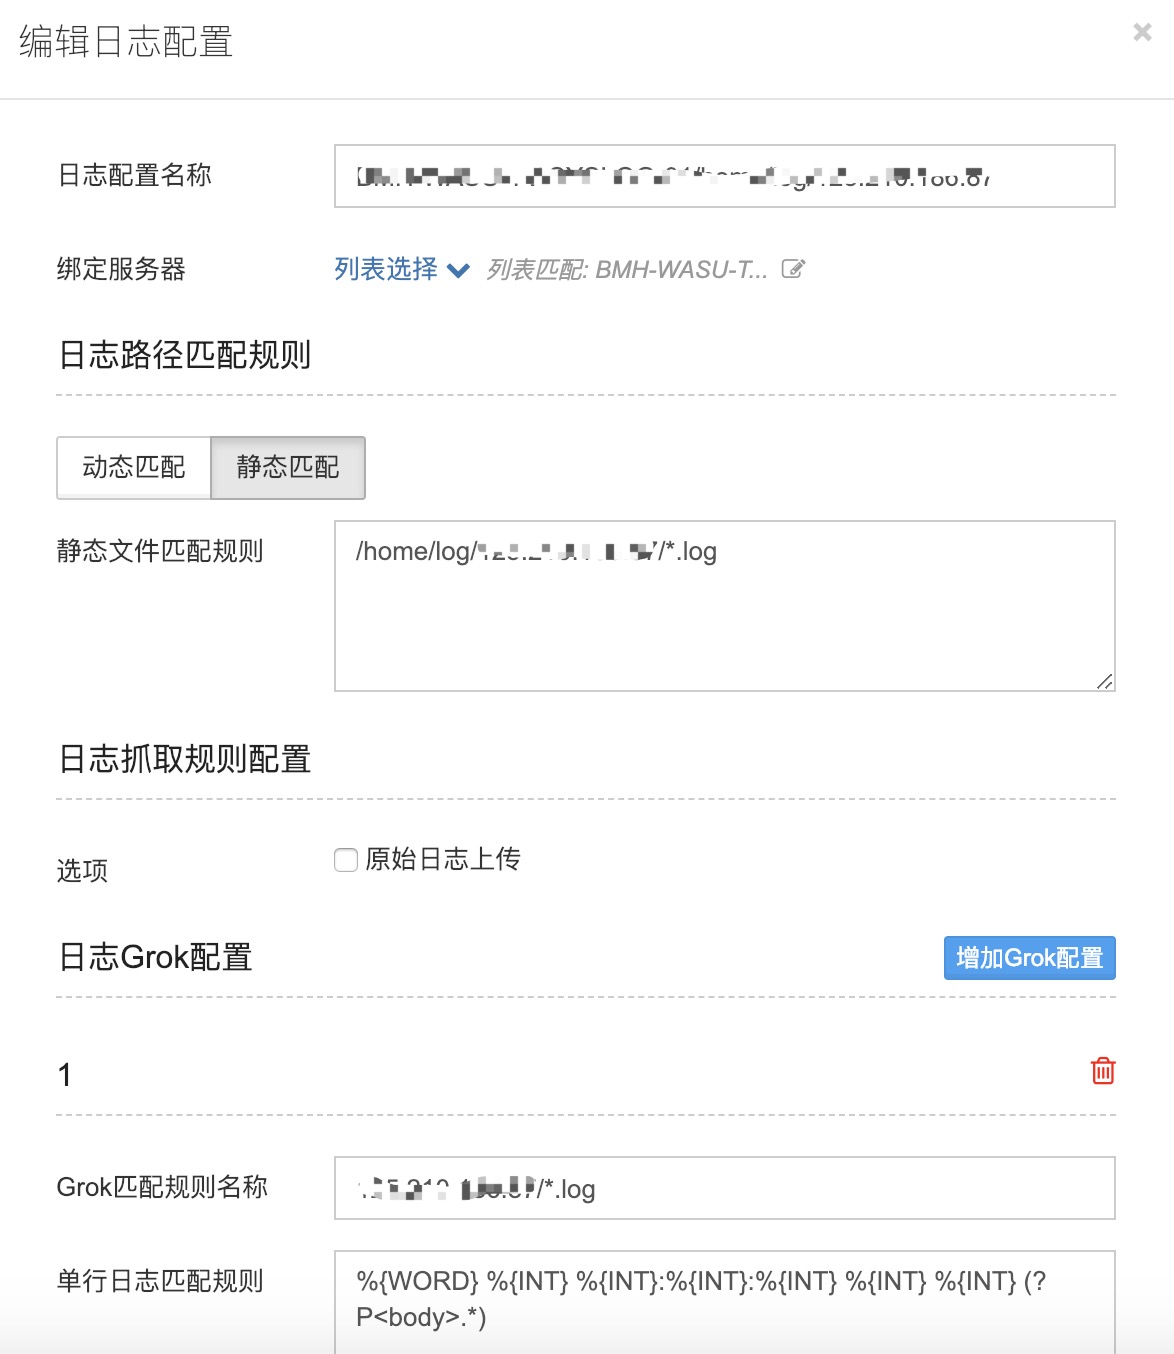 编辑日志配置
日志配置名称
绑定服务器
列表选择 列表匹配: BMH-WASU-T...
日志路径匹配规则
动态匹配 静态匹配
静态文件匹配规则
/home/log/ /*.log
日志抓取规则配置
选项
原始日志上传
日志Grok配置
增加Grok配置
1
Grok匹配规则名称
/*.log
单行日志匹配规则
%{WORD} %{INT} %{INT}:%{INT}:%{INT} %{INT} %{INT} (?
P<body>.*)